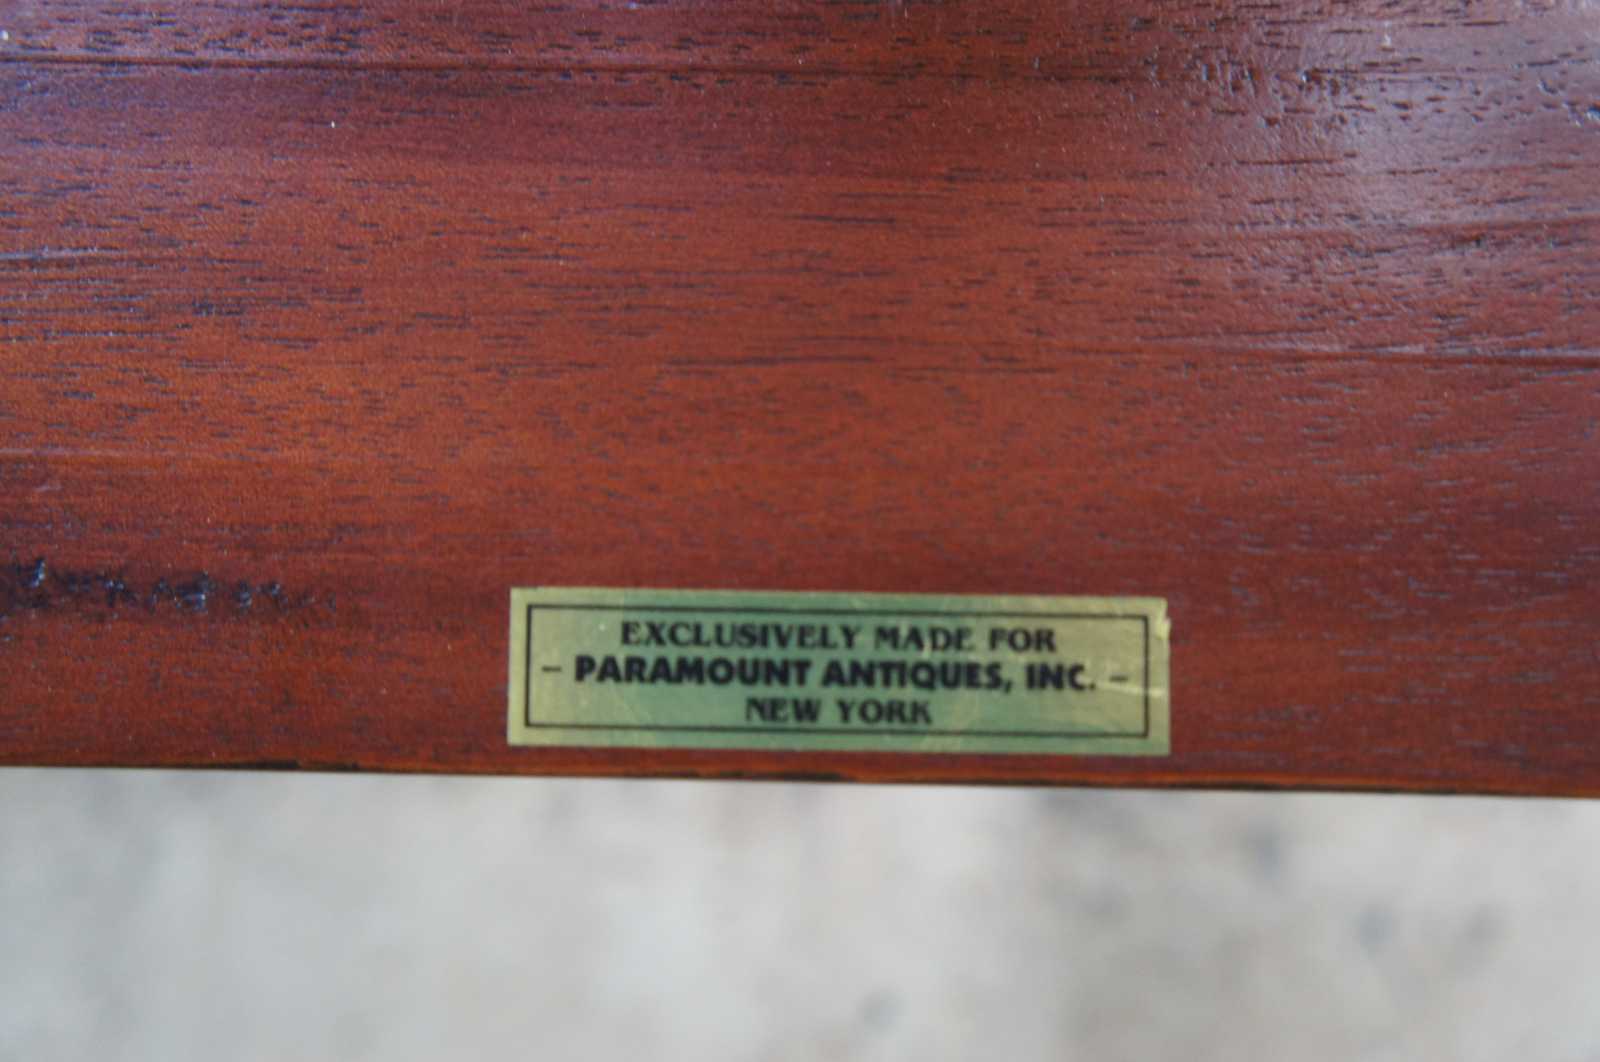 EXCLUSIVELY MADE FOR
– PARAMOUNT ANTIQUES, INC. –
NEW YORK